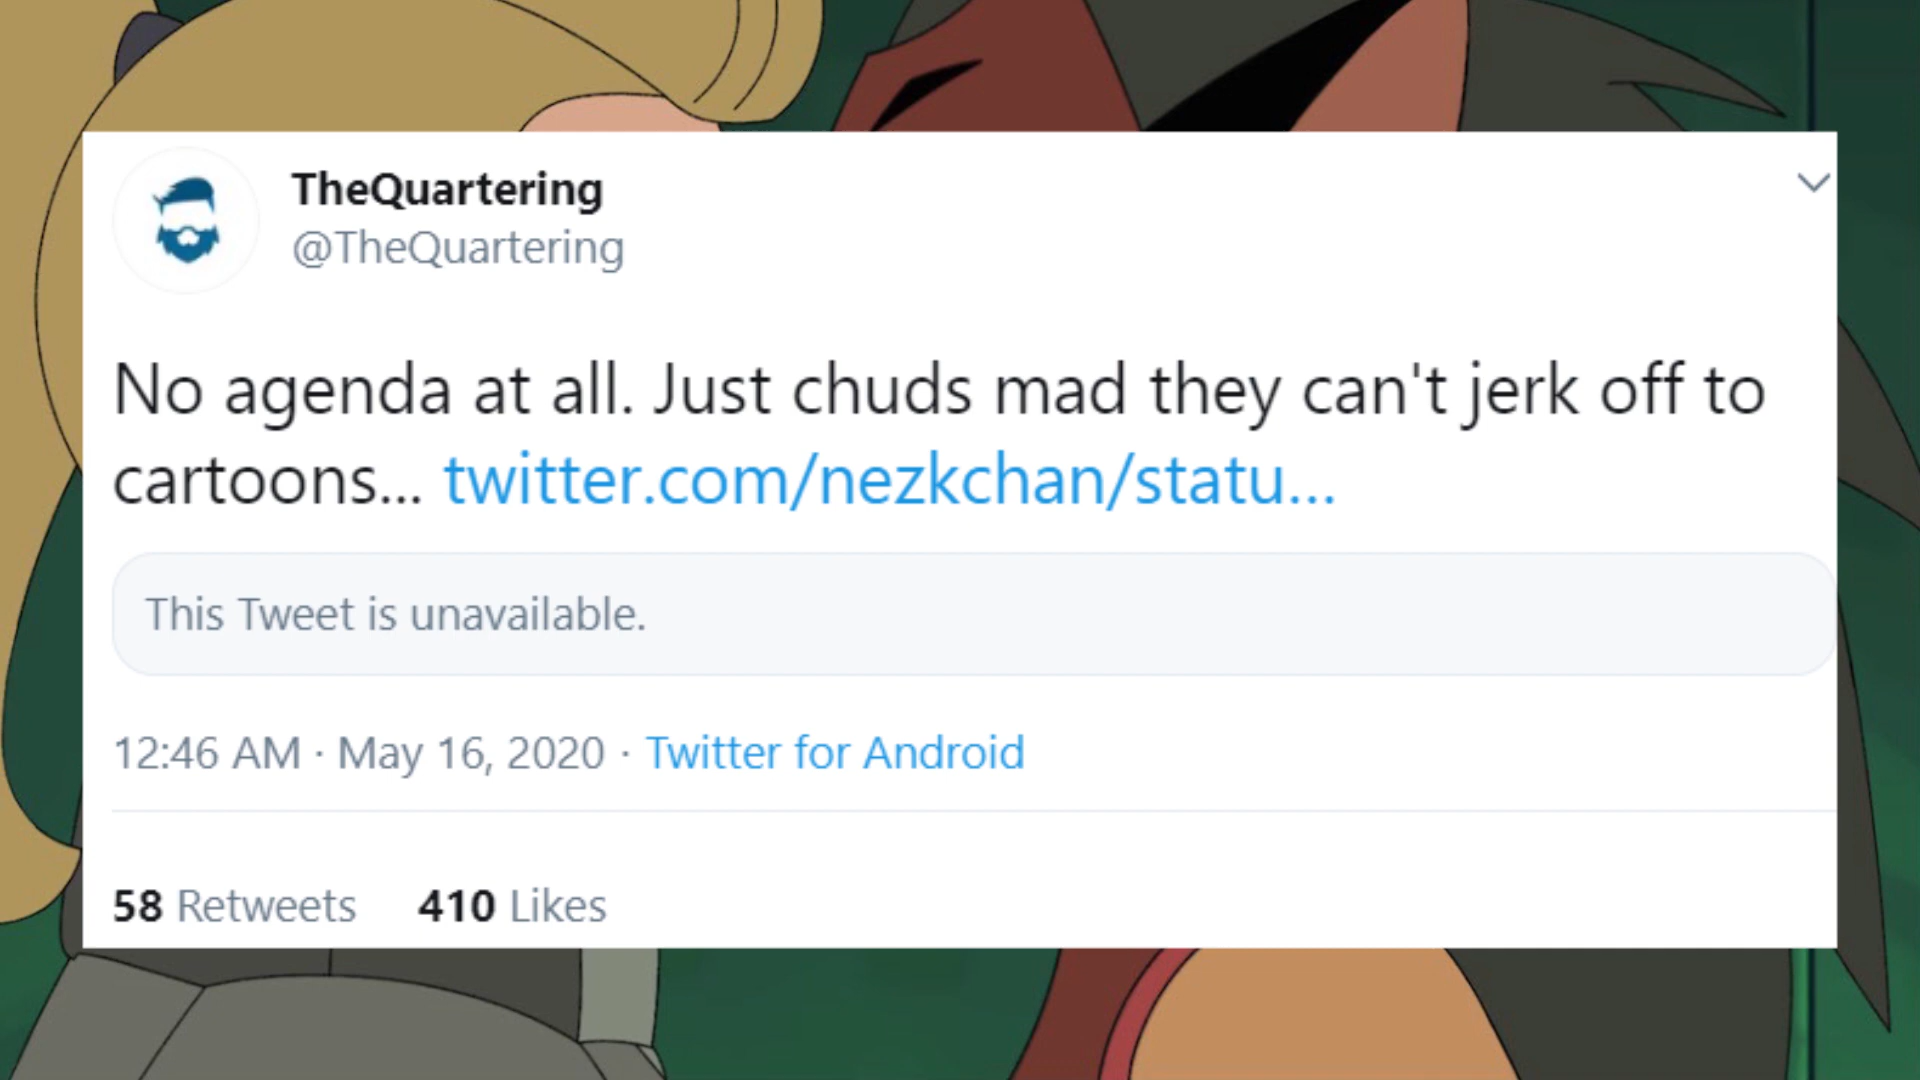 TheQuartering
@TheQuartering
No agenda at all. Just chuds mad they can't jerk off to
cartoons... twitter.com/nezkchan/statu...
This Tweet is unavailable.
12:46 AM · May 16, 2020 · Twitter for Android
58 Retweets 410 Likes